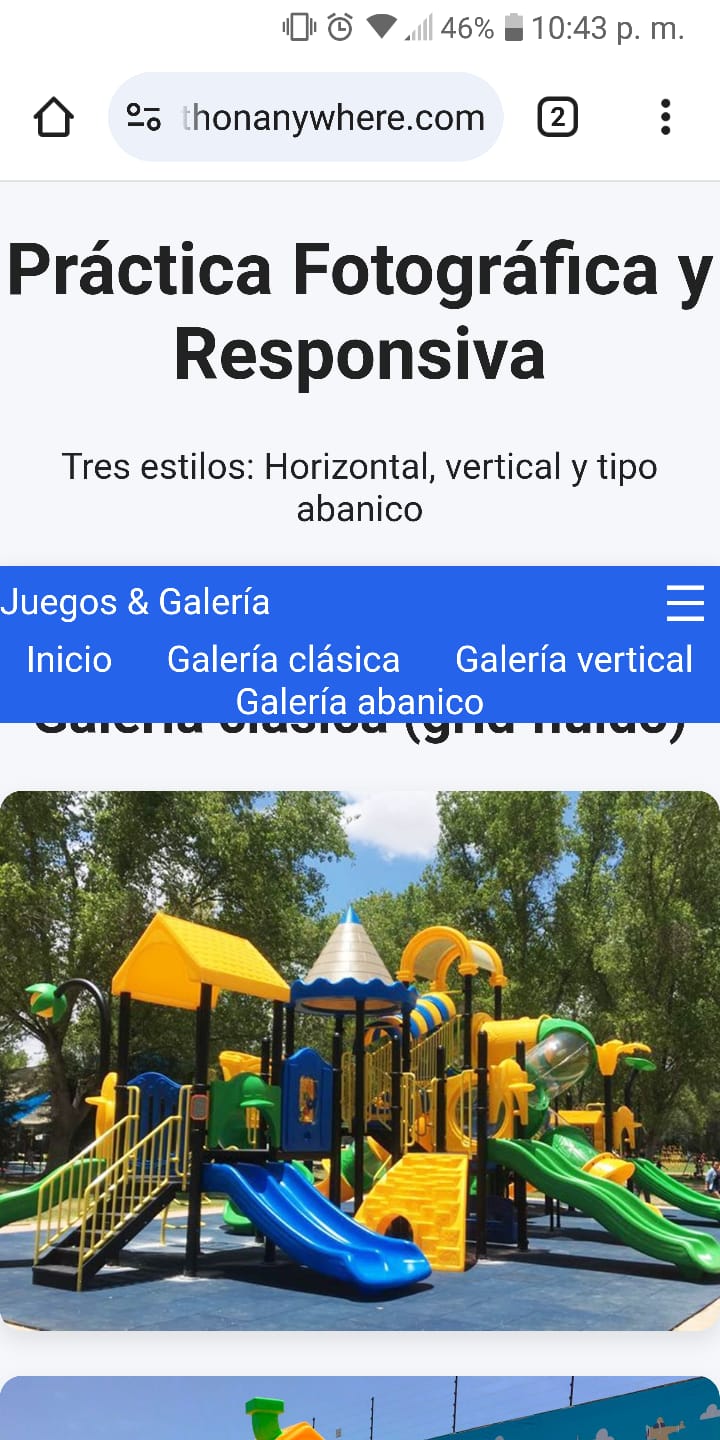 46% 10:43 p. m.
thonanywhere.com
2
Práctica Fotográfica y
Responsiva
Tres estilos: Horizontal, vertical y tipo
abanico
Juegos & Galería
Inicio Galería clásica Galería vertical
Galería abanico
Galería clásica (grid fluido)